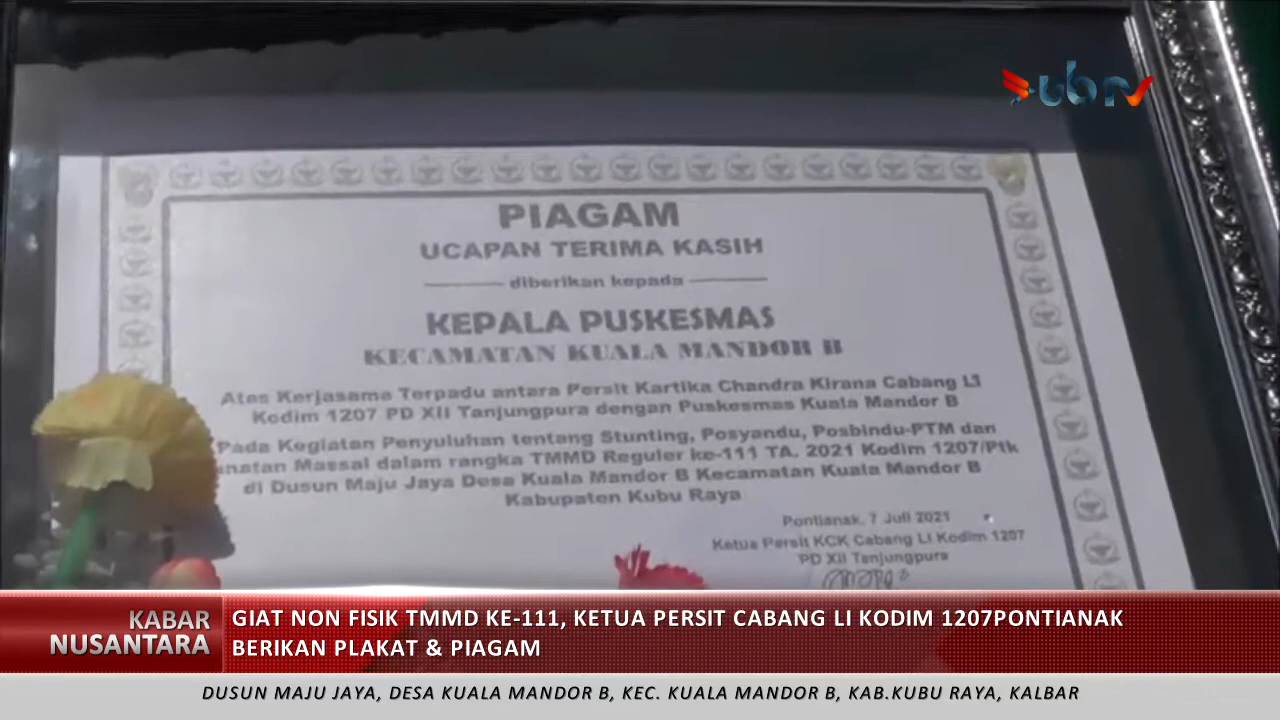 ubtv
PIAGAM
UCAPAN TERIMA KASIH
diberikan kepada
KEPALA PUSKESMAS
KECAMATAN KUALA MANDOR B
Atas Kerjasama Terpadu antara Persit Kartika Chandra Kirana Cabang LI
Kodim 1207 PD XII Tanjungpura dengan Puskesmas Kuala Mandor B
Pada Kegiatan Penyuluhan tentang Stunting, Posyandu, Posbindu-PTM dan
Massal dalam rangka TMMD Reguler ke-111 TA. 2021 Kodim 1207/Ptk
di Dusun Maju Jaya Desa Kuala Mandor B Kecamatan Kuala Mandor B
Kabupaten Kubu Raya
Pontianak, 7 Juli 2021
Ketua Persit KCK Cabang LI Kodim 1207
PD XII Tanjungpura
KABAR
NUSANTARA
GIAT NON FISIK TMMD KE-111, KETUA PERSIT CABANG LI KODIM 1207PONTIANAK
BERIKAN PLAKAT & PIAGAM
DUSUN MAJU JAYA, DESA KUALA MANDOR B, KEC. KUALA MANDOR B, KAB.KUBU RAYA, KALBAR